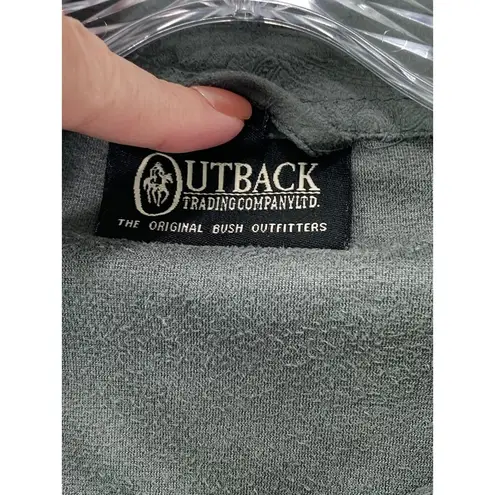 OUTBACK
TRADING COMPANY LTD.
THE ORIGINAL BUSH OUTFITTERS